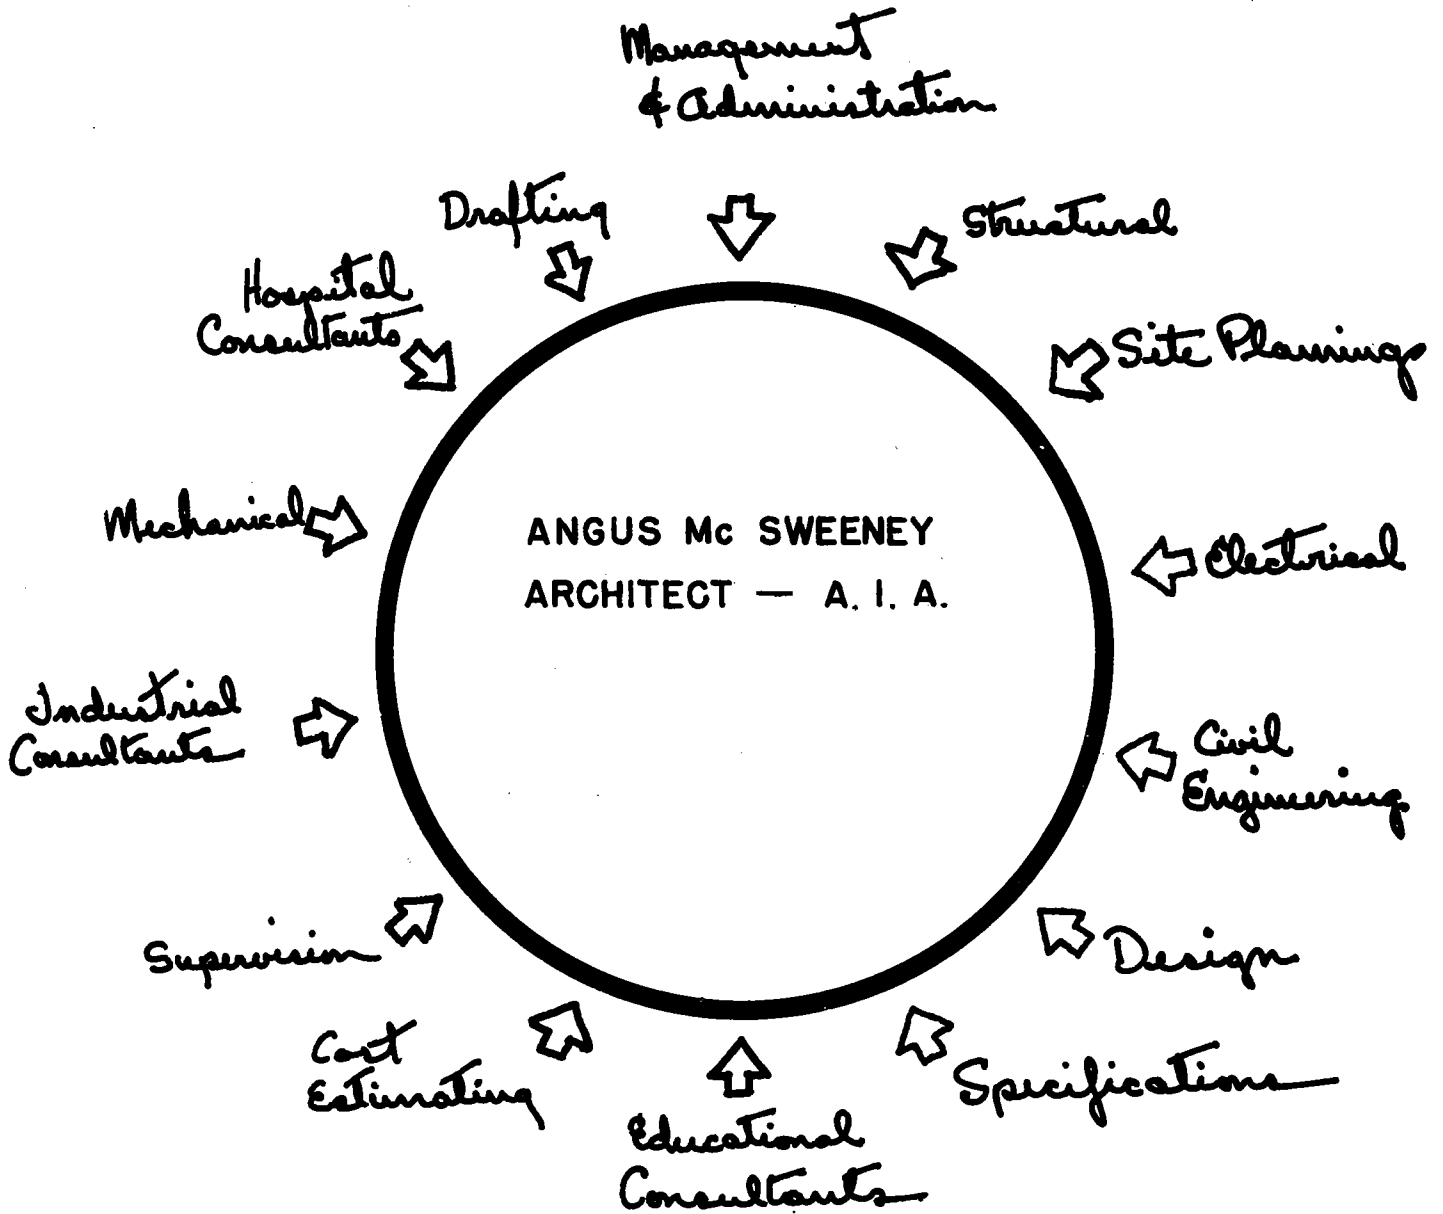 Management
& Administration
Drafting
Structural
Hospital
Consultants
Site Planning
Mechanical
ANGUS Mc SWEENEY
Electrical
ARCHITECT — A. I. A.
Industrial
Consultants
Civil
Engineering
Supervision
Design
Cost
Estimating
Specifications
Educational
Consultants